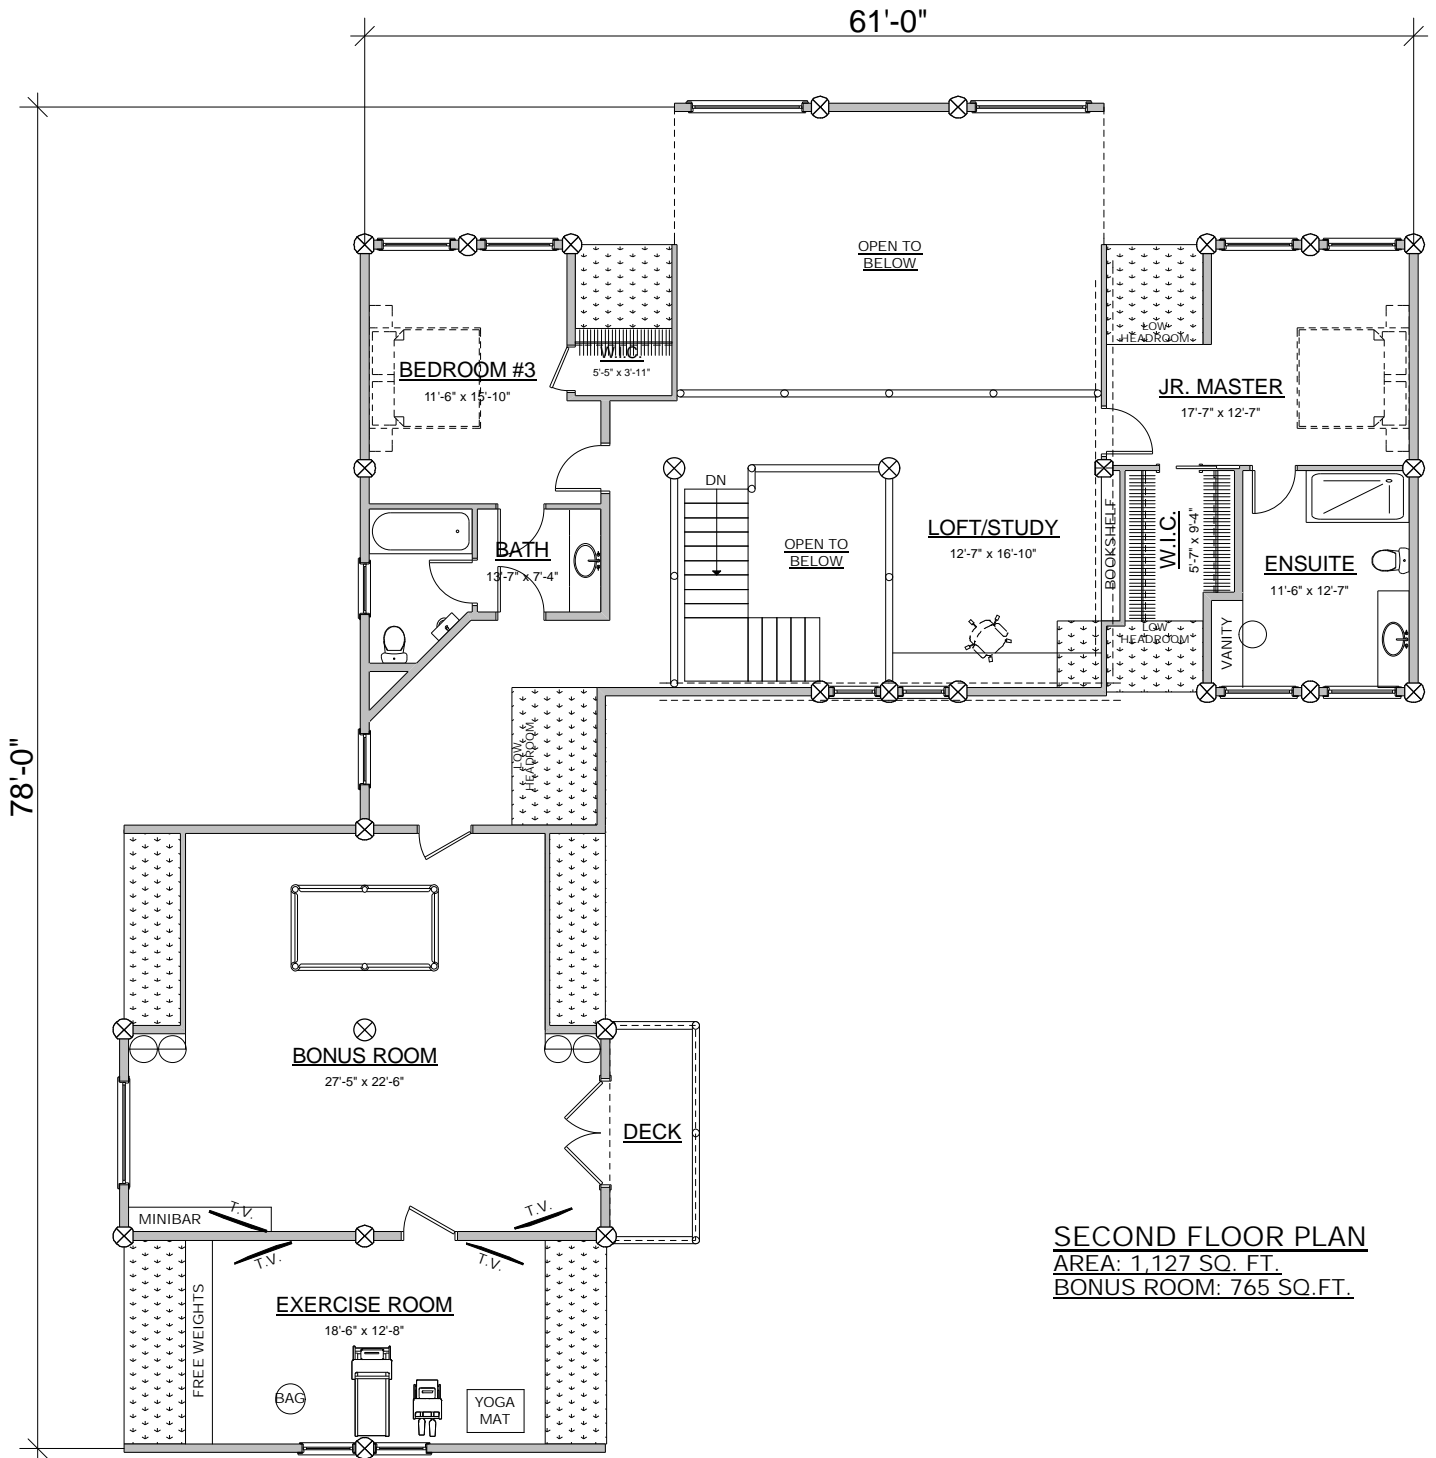 61'-0"
78'-0"
OPEN TO
BELOW
LOW
HEADROOM
W.I.C.
5'-5" x 3'-11"
BEDROOM #3
11'-6" x 15'-10"
JR. MASTER
17'-7" x 12'-7"
DN
OPEN TO
BELOW
LOFT/STUDY
12'-7" x 16'-10"
BOOKSHELF
W.I.C.
5'-7" x 9'-4"
BATH
13'-7" x 7'-4"
ENSUITE
11'-6" x 12'-7"
LOW
HEADROOM
VANITY
LOW
HEADROOM
BONUS ROOM
27'-5" x 22'-6"
DECK
MINIBAR
T.V.
T.V.
T.V.
T.V.
EXERCISE ROOM
18'-6" x 12'-8"
FREE WEIGHTS
BAG
YOGA
MAT
SECOND FLOOR PLAN
AREA: 1,127 SQ. FT.
BONUS ROOM: 765 SQ.FT.